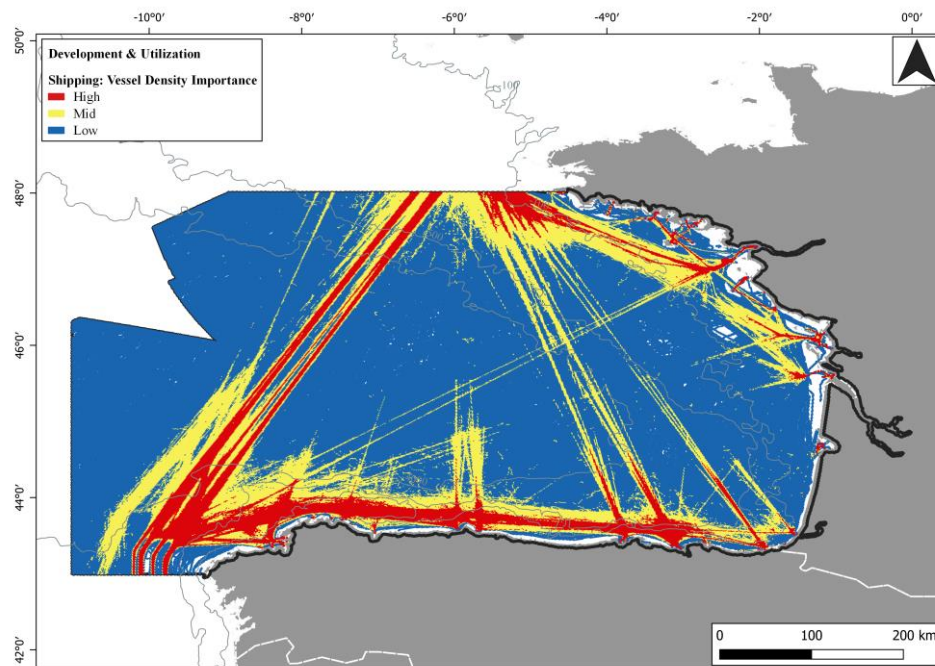 -10°0' -8°0' -6°0' -4°0' -2°0' 0°0'
50°0'
Development & Utilization
Shipping: Vessel Density Importance
High
Mid
Low
48°0'
46°0'
44°0'
42°0'
0 100 200 km